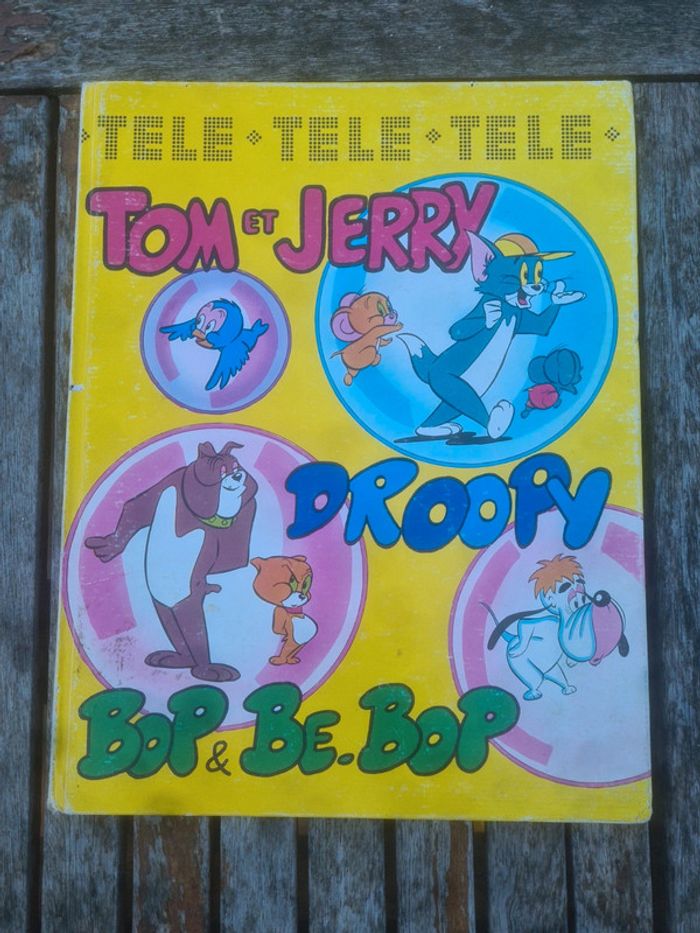 TELE TELE TELE
TOM ET JERRY
DROOPY
BOP & BE.BOP